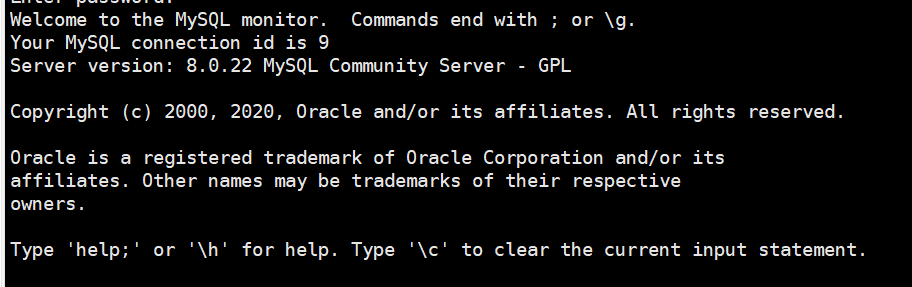 Enter password:
Welcome to the MySQL monitor.  Commands end with ; or \g.
Your MySQL connection id is 9
Server version: 8.0.22 MySQL Community Server - GPL
Copyright (c) 2000, 2020, Oracle and/or its affiliates. All rights reserved.
Oracle is a registered trademark of Oracle Corporation and/or its
affiliates. Other names may be trademarks of their respective
owners.
Type 'help;' or '\h' for help. Type '\c' to clear the current input statement.